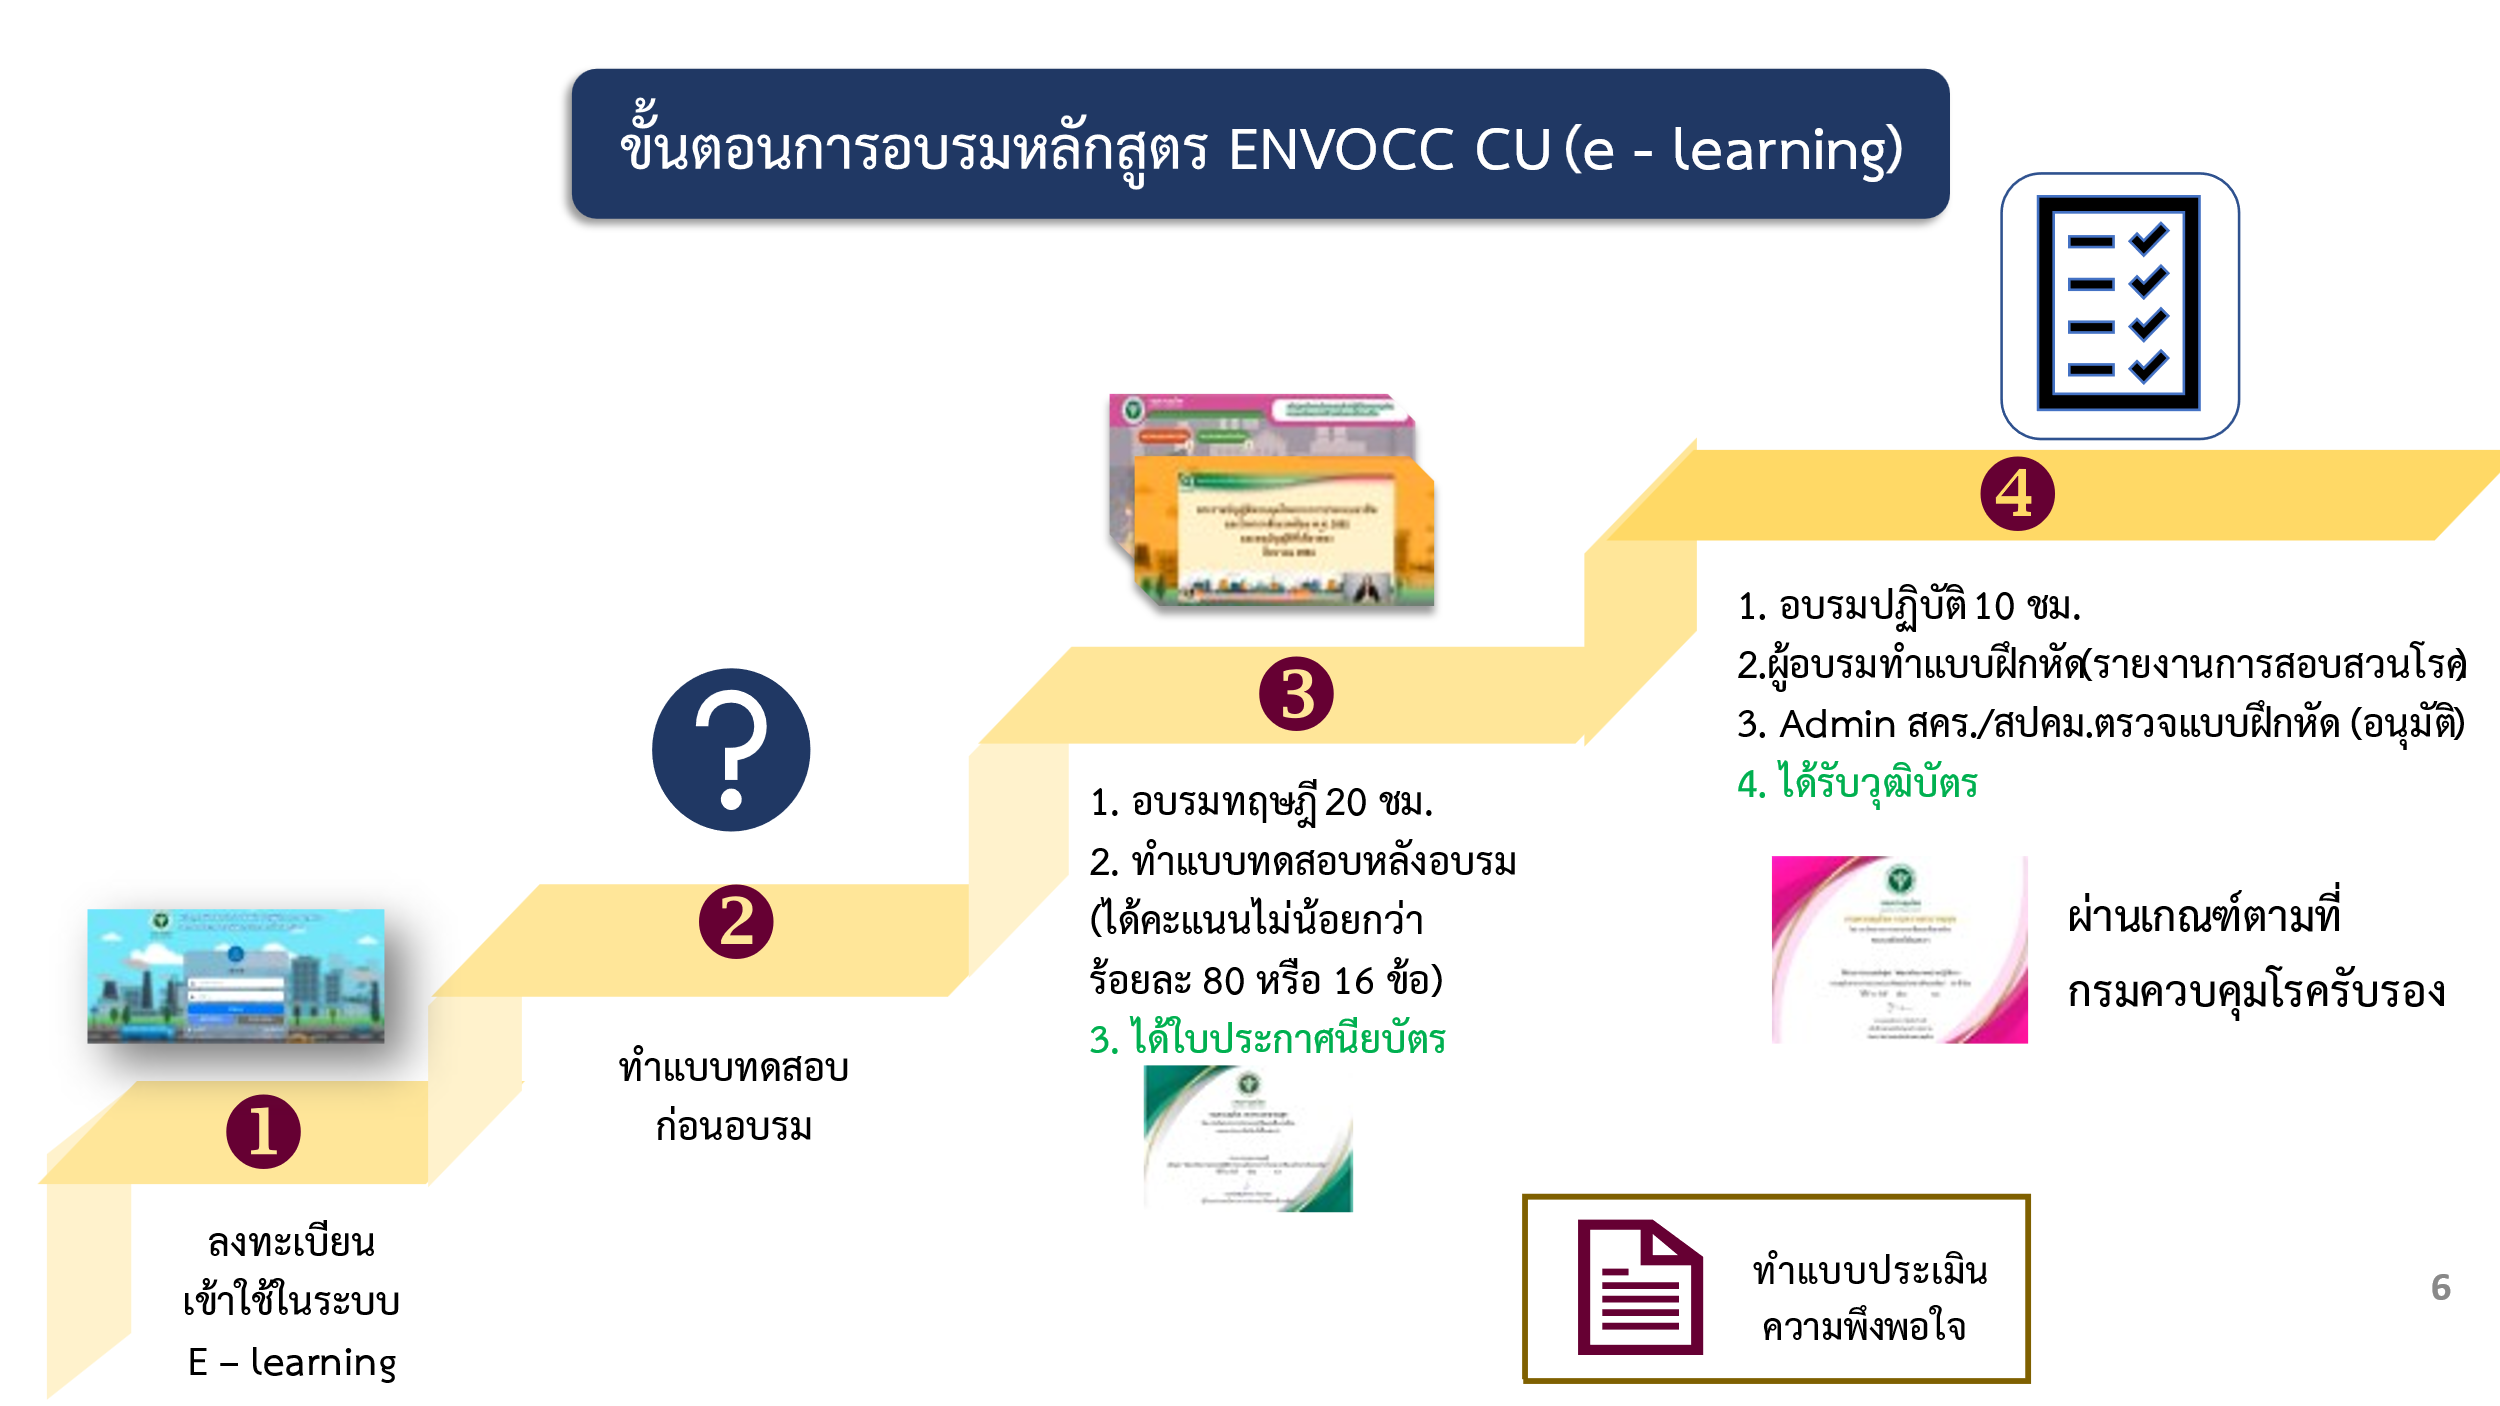 ขั้นตอนการอบรมหลักสูตร ENVOCC CU (e - learning)
❶
ลงทะเบียน
เข้าใช้ในระบบ
E – learning
❷
ทำแบบทดสอบ
ก่อนอบรม
❸
1. อบรมทฤษฎี 20 ชม.
2. ทำแบบทดสอบหลังอบรม
(ได้คะแนนไม่น้อยกว่า
ร้อยละ 80 หรือ 16 ข้อ)
3. ได้ใบประกาศนียบัตร
❹
1. อบรมปฏิบัติ 10 ชม.
2.ผู้อบรมทำแบบฝึกหัด(รายงานการสอบสวนโรค)
3. Admin สคร./สปคม.ตรวจแบบฝึกหัด (อนุมัติ)
4. ได้รับวุฒิบัตร
ผ่านเกณฑ์ตามที่
กรมควบคุมโรครับรอง
ทำแบบประเมิน
ความพึงพอใจ
6